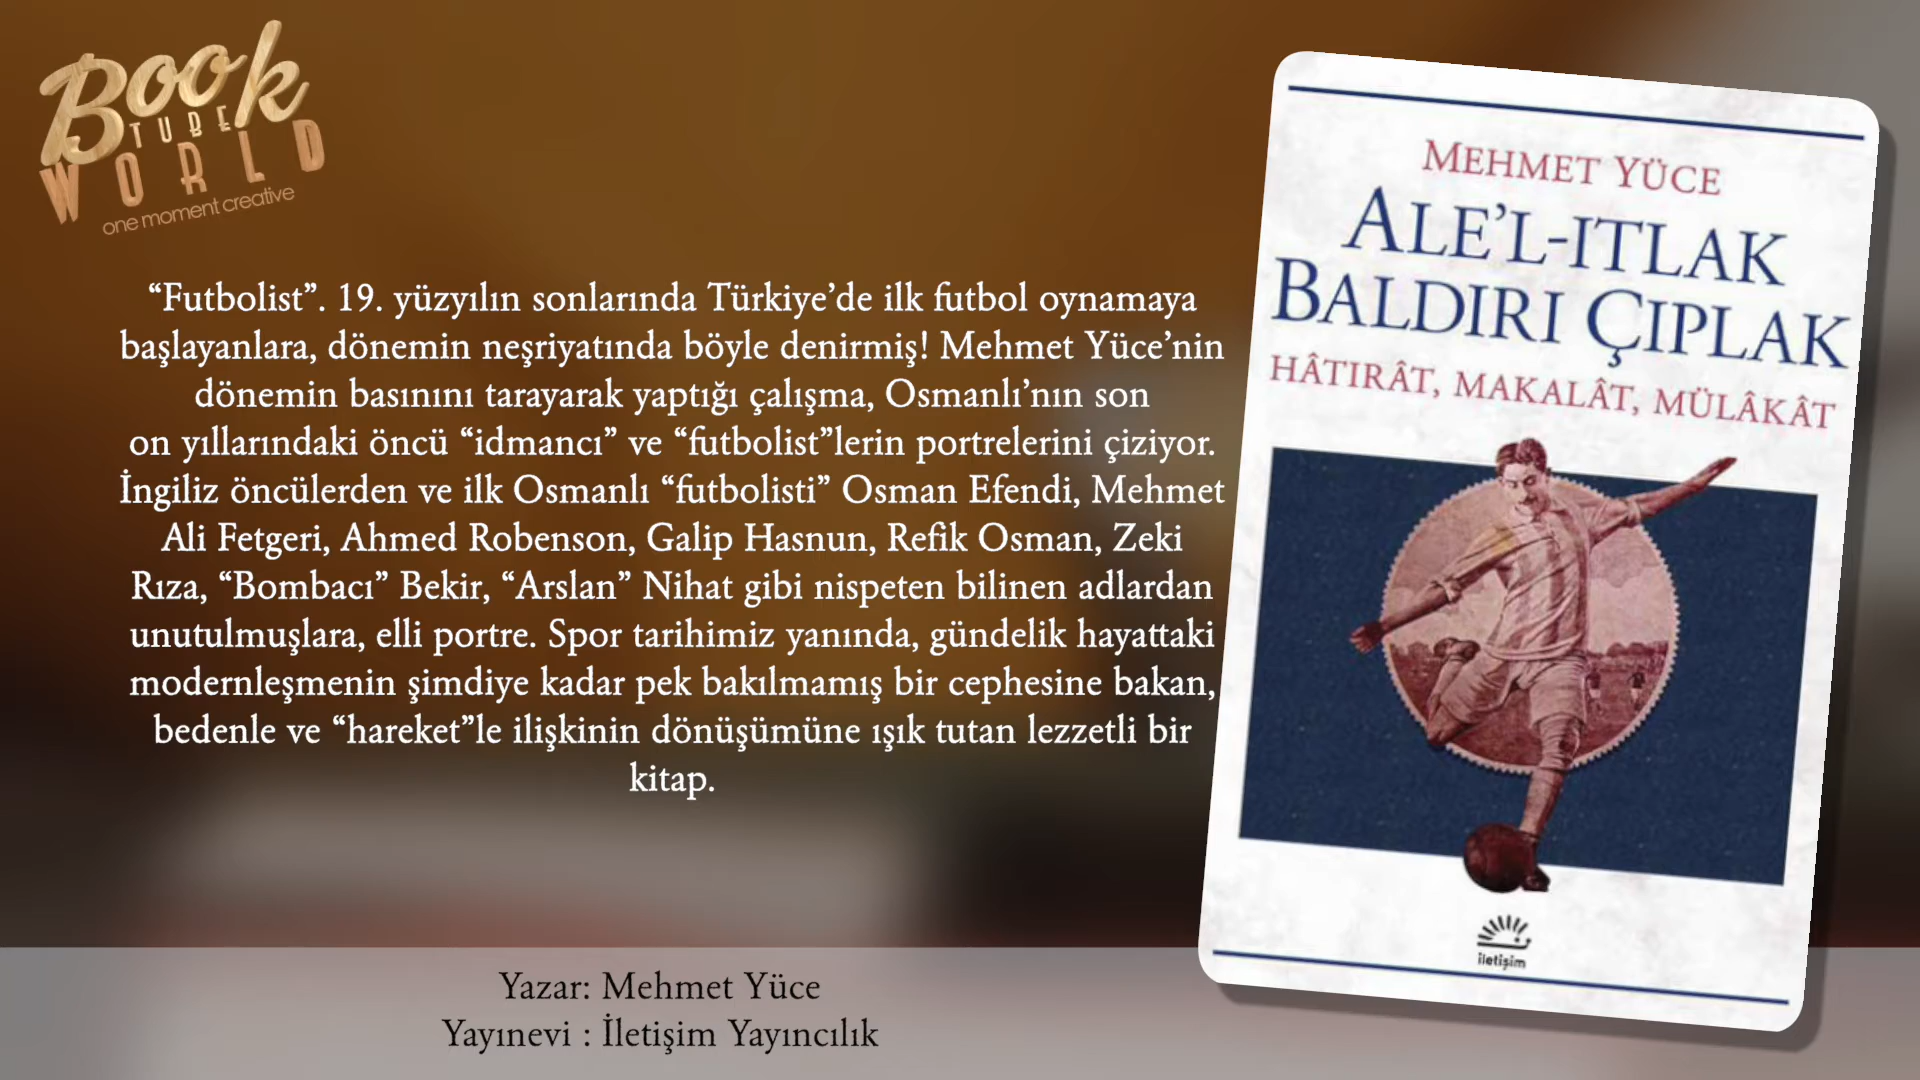 Book
TUBE
WORLD
one moment creative
“Futbolist”. 19. yüzyılın sonlarında Türkiye’de ilk futbol oynamaya
başlayanlara, dönemin neşriyatında böyle denirmiş! Mehmet Yüce’nin
dönemin basınını tarayarak yaptığı çalışma, Osmanlı’nın son
on yıllarındaki öncü “idmancı” ve “futbolist”lerin portrelerini çiziyor.
İngiliz öncülerden ve ilk Osmanlı “futbolisti” Osman Efendi, Mehmet
Ali Fetgeri, Ahmed Robenson, Galip Hasnun, Refik Osman, Zeki
Rıza, “Bombacı” Bekir, “Arslan” Nihat gibi nispeten bilinen adlardan
unutulmuşlara, elli portre. Spor tarihimiz yanında, gündelik hayattaki
modernleşmenin şimdiye kadar pek bakılmamış bir cephesine bakan,
bedenle ve “hareket”le ilişkinin dönüşümüne ışık tutan lezzetli bir
kitap.
MEHMET YÜCE
ALE’L-ITLAK
BALDIRI ÇIPLAK
HÂTIRÂT, MAKALÂT, MÜLÂKÂT
iletişim
Yazar: Mehmet Yüce
Yayınevi : İletişim Yayıncılık